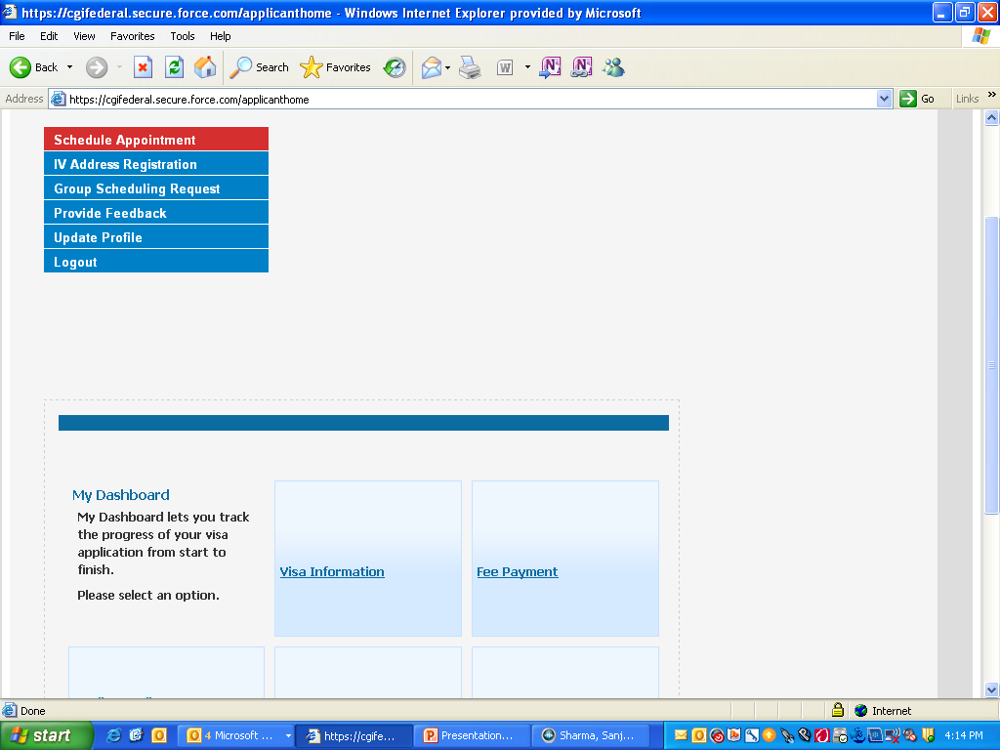 https://cgifederal.secure.force.com/applicanthome - Windows Internet Explorer provided by Microsoft
File Edit View Favorites Tools Help
Back Search Favorites
Address https://cgifederal.secure.force.com/applicanthome Go Links »
Schedule Appointment
IV Address Registration
Group Scheduling Request
Provide Feedback
Update Profile
Logout
My Dashboard
My Dashboard lets you track
the progress of your visa
application from start to
finish.
Please select an option.
Visa Information
Fee Payment
Done Internet
start 4 Microsoft ... https://cgife... Presentation... Sharma, Sanj... 4:14 PM